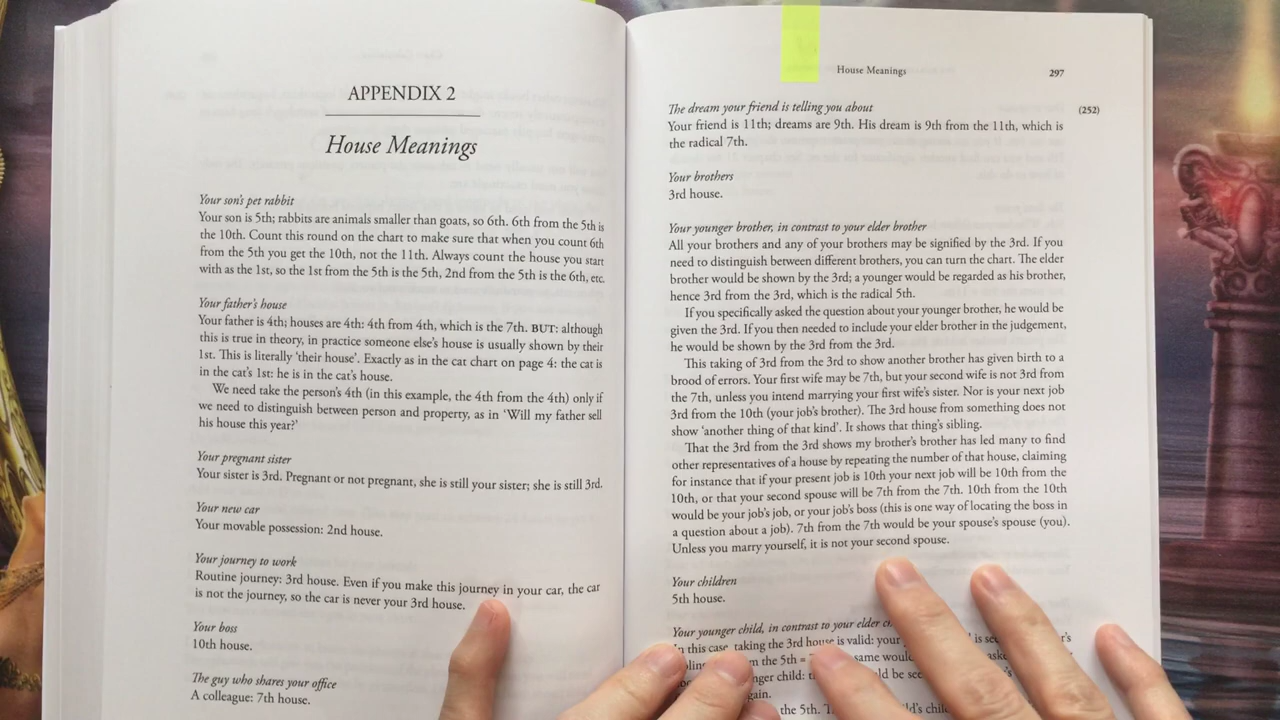 APPENDIX 2
House Meanings
Your son's pet rabbit
Your son is 5th; rabbits are animals smaller than goats, so 6th. 6th from the 5th is
the 10th. Count this round on the chart to make sure that when you count 6th
from the 5th you get the 10th, not the 11th. Always count the house you start
with as the 1st, so the 1st from the 5th is the 5th, 2nd from the 5th is the 6th, etc.
Your father's house
Your father is 4th; houses are 4th: 4th from 4th, which is the 7th. BUT: although
this is true in theory, in practice someone else's house is usually shown by their
1st. This is literally 'their house'. Exactly as in the cat chart on page 4: the cat is
in the cat's 1st: he is in the cat's house.
We need take the person's 4th (in this example, the 4th from the 4th) only if
we need to distinguish between person and property, as in 'Will my father sell
his house this year?'
Your pregnant sister
Your sister is 3rd. Pregnant or not pregnant, she is still your sister; she is still 3rd.
Your new car
Your movable possession: 2nd house.
Your journey to work
Routine journey: 3rd house. Even if you make this journey in your car, the car
is not the journey, so the car is never your 3rd house.
Your boss
10th house.
The guy who shares your office
A colleague: 7th house.
House Meanings 297
The dream your friend is telling you about (252)
Your friend is 11th; dreams are 9th. His dream is 9th from the 11th, which is
the radical 7th.
Your brothers
3rd house.
Your younger brother, in contrast to your elder brother
All your brothers and any of your brothers may be signified by the 3rd. If you
need to distinguish between different brothers, you can turn the chart. The elder
brother would be shown by the 3rd; a younger would be regarded as his brother,
hence 3rd from the 3rd, which is the radical 5th.
If you specifically asked the question about your younger brother, he would be
given the 3rd. If you then needed to include your elder brother in the judgement,
he would be shown by the 3rd from the 3rd.
This taking of 3rd from the 3rd to show another brother has given birth to a
brood of errors. Your first wife may be 7th, but your second wife is not 3rd from
the 7th, unless you intend marrying your first wife's sister. Nor is your next job
3rd from the 10th (your job's brother). The 3rd house from something does not
show 'another thing of that kind'. It shows that thing's sibling.
That the 3rd from the 3rd shows my brother's brother has led many to find
other representatives of a house by repeating the number of that house, claiming
for instance that if your present job is 10th your next job will be 10th from the
10th, or that your second spouse will be 7th from the 7th. 10th from the 10th
would be your job's job, or your job's boss (this is one way of locating the boss in
a question about a job). 7th from the 7th would be your spouse's spouse (you).
Unless you marry yourself, it is not your second spouse.
Your children
5th house.
Your younger child, in contrast to your elder
In this case, taking the 3rd house is valid: your is
the 5th = same
child:
again.
the 5th.